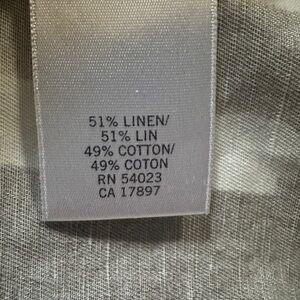 51% LINEN/
51% LIN
49% COTTON/
49% COTON
RN 54023
CA 17897